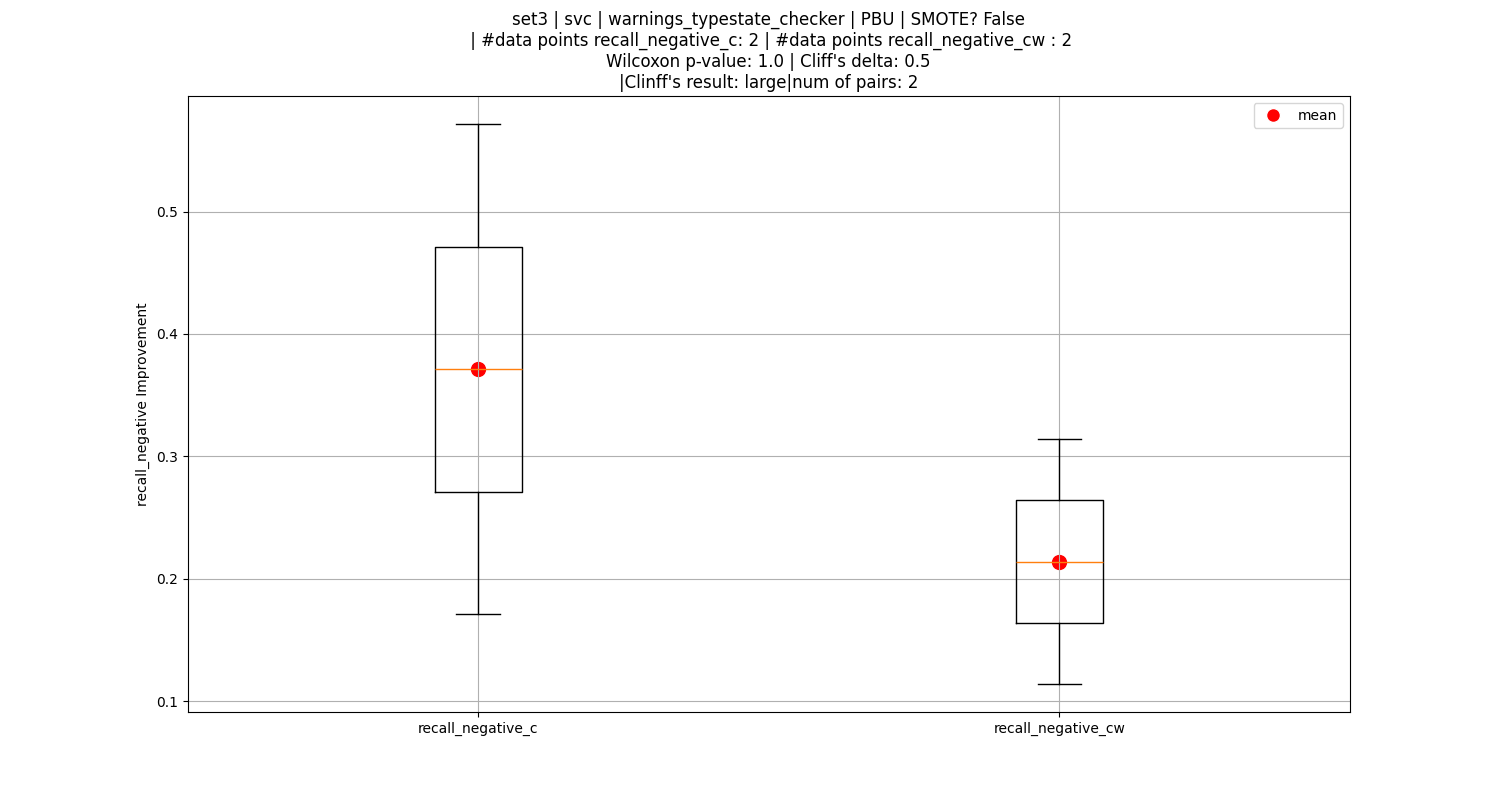 set3 | svc | warnings_typestate_checker | PBU | SMOTE? False
| #data points recall_negative_c: 2 | #data points recall_negative_cw : 2
Wilcoxon p-value: 1.0 | Cliff's delta: 0.5
|Clinff's result: large|num of pairs: 2
mean
recall_negative Improvement
0.5
0.4
0.3
0.2
0.1
recall_negative_c
recall_negative_cw